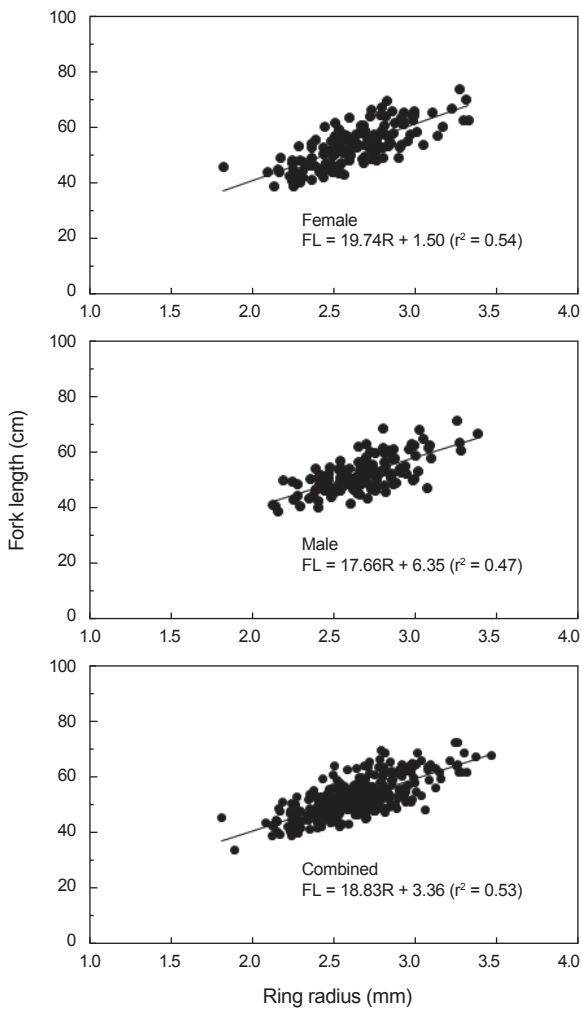 100
80
60
40
20
0
Female
FL = 19.74R + 1.50 (r² = 0.54)
1.0 1.5 2.0 2.5 3.0 3.5 4.0
Fork length (cm)
100
80
60
40
20
0
Male
FL = 17.66R + 6.35 (r² = 0.47)
1.0 1.5 2.0 2.5 3.0 3.5 4.0
100
80
60
40
20
0
Combined
FL = 18.83R + 3.36 (r² = 0.53)
1.0 1.5 2.0 2.5 3.0 3.5 4.0
Ring radius (mm)